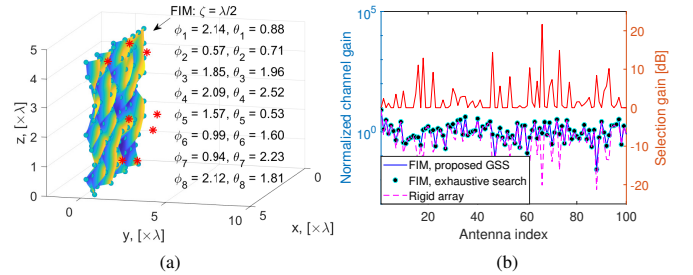 FIM: ζ = λ/2
ϕ1 = 2.14, θ1 = 0.88
ϕ2 = 0.57, θ2 = 0.71
ϕ3 = 1.85, θ3 = 1.96
ϕ4 = 2.09, θ4 = 2.52
ϕ5 = 1.57, θ5 = 0.53
ϕ6 = 0.99, θ6 = 1.60
ϕ7 = 0.94, θ7 = 2.23
ϕ8 = 2.12, θ8 = 1.81
z, [×λ]
5
4
3
2
1
0
0
5
10
y, [×λ]
5
0
x, [×λ]
(a)
Normalized channel gain
10^5
10^0
Selection gain [dB]
25
20
15
10
5
0
-10
-20
FIM, proposed GSS
FIM, exhaustive search
Rigid array
20 40 60 80 100
Antenna index
(b)